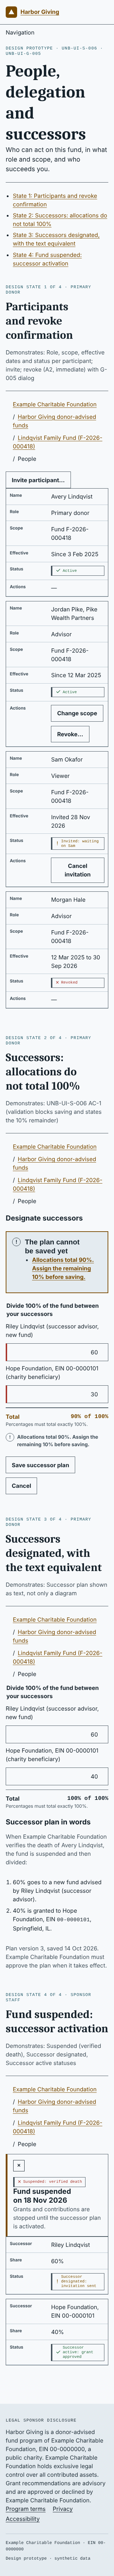 Harbor Giving
Navigation
DESIGN PROTOTYPE · UNB-UI-S-006 ·
UNB-UI-G-005
People,
delegation
and
successors
Who can act on this fund, in what
role and scope, and who
succeeds you.
State 1: Participants and revoke
confirmation
State 2: Successors: allocations do
not total 100%
State 3: Successors designated,
with the text equivalent
State 4: Fund suspended:
successor activation
DESIGN STATE 1 OF 4 · PRIMARY
DONOR
Participants
and revoke
confirmation
Demonstrates: Role, scope, effective
dates and status per participant;
invite; revoke (A2, immediate) with G-
005 dialog
Example Charitable Foundation
/ Harbor Giving donor-advised
funds
/ Lindqvist Family Fund (F-2026-
000418)
/ People
Invite participant…
Name Avery Lindqvist
Role Primary donor
Scope Fund F-2026-
000418
Effective Since 3 Feb 2025
Status ✓ Active
Actions —
Name Jordan Pike, Pike
Wealth Partners
Role Advisor
Scope Fund F-2026-
000418
Effective Since 12 Mar 2025
Status ✓ Active
Actions Change scope
Revoke…
Name Sam Okafor
Role Viewer
Scope Fund F-2026-
000418
Effective Invited 28 Nov
2026
Status ! Invited: waiting
on Sam
Actions Cancel
invitation
Name Morgan Hale
Role Advisor
Scope Fund F-2026-
000418
Effective 12 Mar 2025 to 30
Sep 2026
Status × Revoked
Actions —
DESIGN STATE 2 OF 4 · PRIMARY
DONOR
Successors:
allocations do
not total 100%
Demonstrates: UNB-UI-S-006 AC-1
(validation blocks saving and states
the 10% remainder)
Example Charitable Foundation
/ Harbor Giving donor-advised
funds
/ Lindqvist Family Fund (F-2026-
000418)
/ People
Designate successors
! The plan cannot
be saved yet
Allocations total 90%.
Assign the remaining
10% before saving.
Divide 100% of the fund between
your successors
Riley Lindqvist (successor advisor,
new fund)
60
Hope Foundation, EIN 00-0000101
(charity beneficiary)
30
Total 90% of 100%
Percentages must total exactly 100%.
! Allocations total 90%. Assign the
remaining 10% before saving.
Save successor plan
Cancel
DESIGN STATE 3 OF 4 · PRIMARY
DONOR
Successors
designated, with
the text equivalent
Demonstrates: Successor plan shown
as text, not only a diagram
Example Charitable Foundation
/ Harbor Giving donor-advised
funds
/ Lindqvist Family Fund (F-2026-
000418)
/ People
Divide 100% of the fund between
your successors
Riley Lindqvist (successor advisor,
new fund)
60
Hope Foundation, EIN 00-0000101
(charity beneficiary)
40
Total 100% of 100%
Percentages must total exactly 100%.
Successor plan in words
When Example Charitable Foundation
verifies the death of Avery Lindqvist,
the fund is suspended and then
divided:
1. 60% goes to a new fund advised
by Riley Lindqvist (successor
advisor).
2. 40% is granted to Hope
Foundation, EIN 00-0000101,
Springfield, IL.
Plan version 3, saved 14 Oct 2026.
Example Charitable Foundation must
approve the plan when it takes effect.
DESIGN STATE 4 OF 4 · SPONSOR
STAFF
Fund suspended:
successor activation
Demonstrates: Suspended (verified
death), Successor designated,
Successor active statuses
Example Charitable Foundation
/ Harbor Giving donor-advised
funds
/ Lindqvist Family Fund (F-2026-
000418)
/ People
×
× Suspended: verified death
Fund suspended
on 18 Nov 2026
Grants and contributions are
stopped until the successor plan
is activated.
Successor Riley Lindqvist
Share 60%
Status ! Successor
designated:
invitation sent
Successor Hope Foundation,
EIN 00-0000101
Share 40%
Status ✓ Successor
active: grant
approved
LEGAL SPONSOR DISCLOSURE
Harbor Giving is a donor-advised
fund program of Example Charitable
Foundation, EIN 00-0000000, a
public charity. Example Charitable
Foundation holds exclusive legal
control over all contributed assets.
Grant recommendations are advisory
and are approved or declined by
Example Charitable Foundation.
Program terms Privacy
Accessibility
Example Charitable Foundation · EIN 00-
0000000
Design prototype · synthetic data